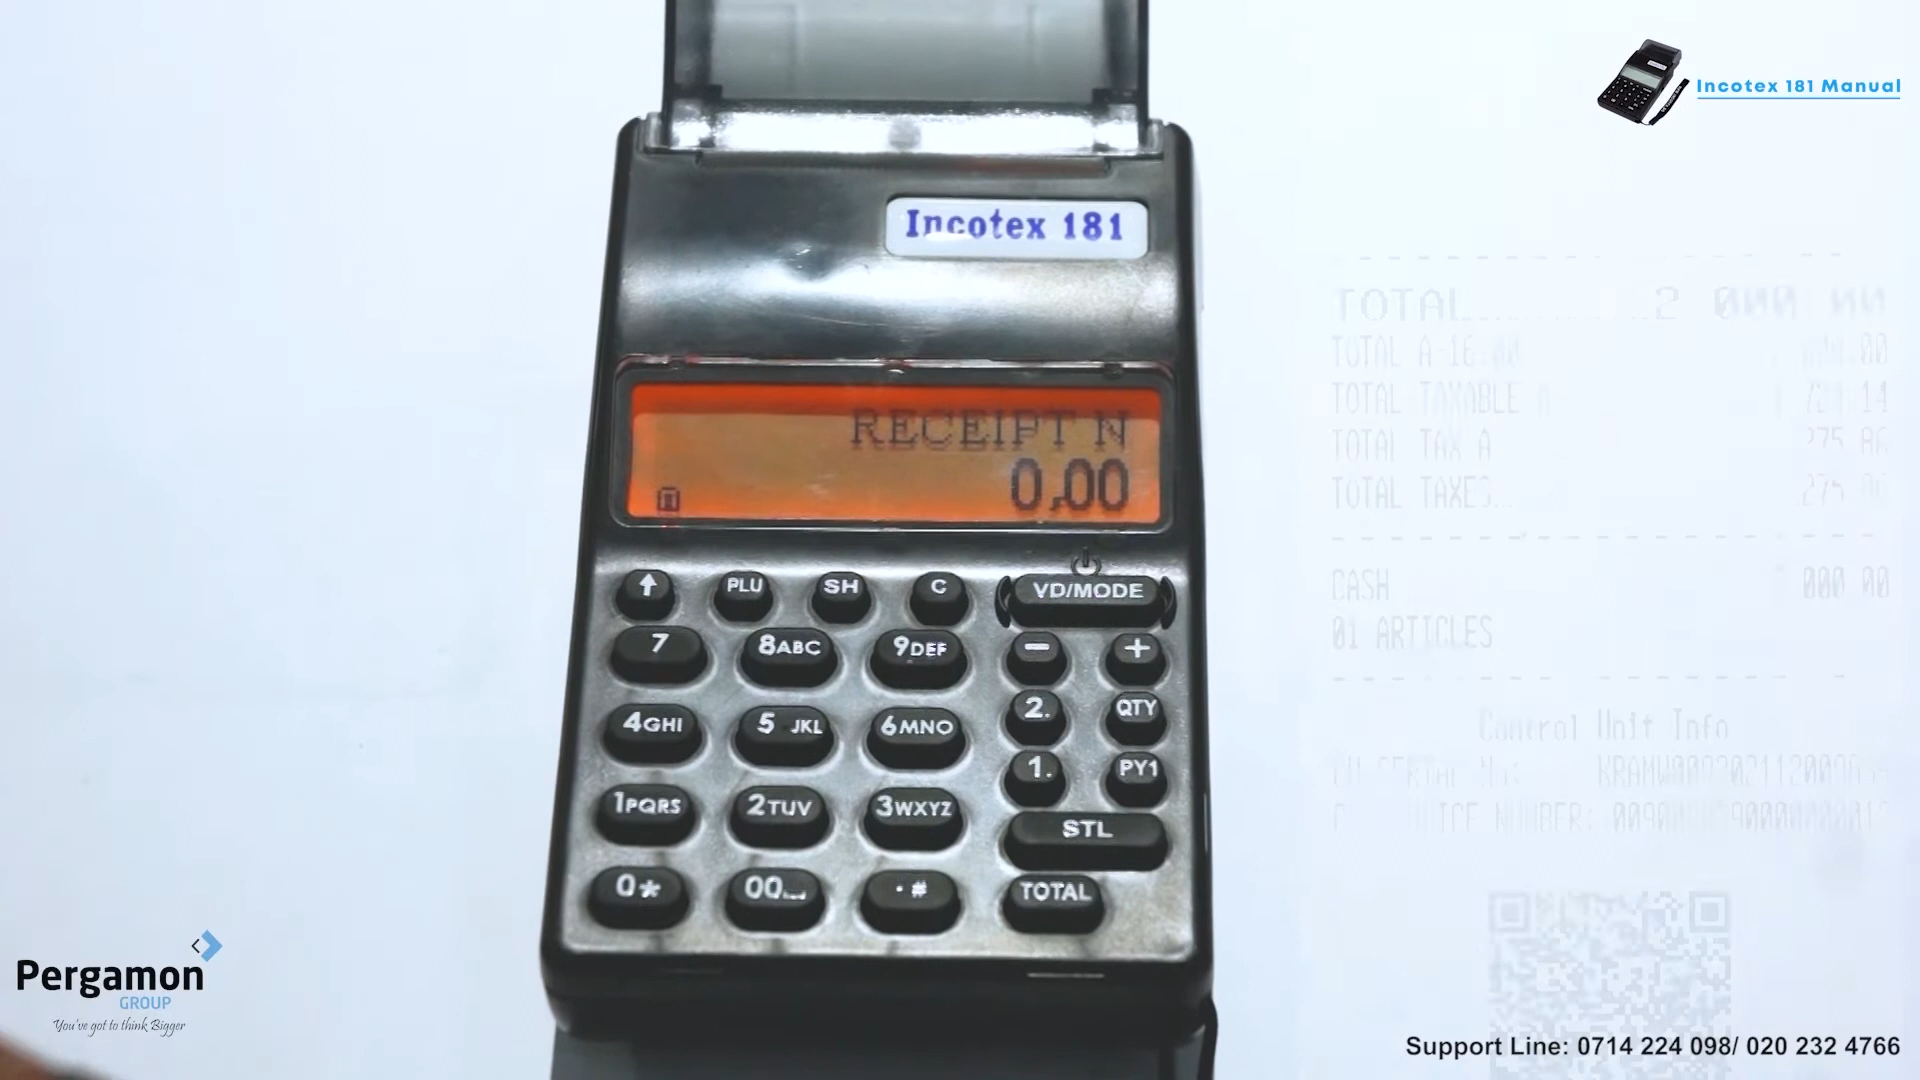 Incotex 181 Manual
Incotex 181
RECEIPT N
0,00
↑ PLU SH C VD/MODE
7 8ABC 9DEF - +
4GHI 5 JKL 6MNO 2. QTY
1PQRS 2TUV 3WXYZ 1. PY1
STL
0* 00 .# TOTAL
TOTAL
TOTAL
TOTAL TAXABLE
TOTAL TAX A
TOTAL TAXES
CASH
01 ARTICLES
Control Unit Info
NUMBER:
Pergamon
GROUP
You've got to think Bigger
Support Line: 0714 224 098/ 020 232 4766